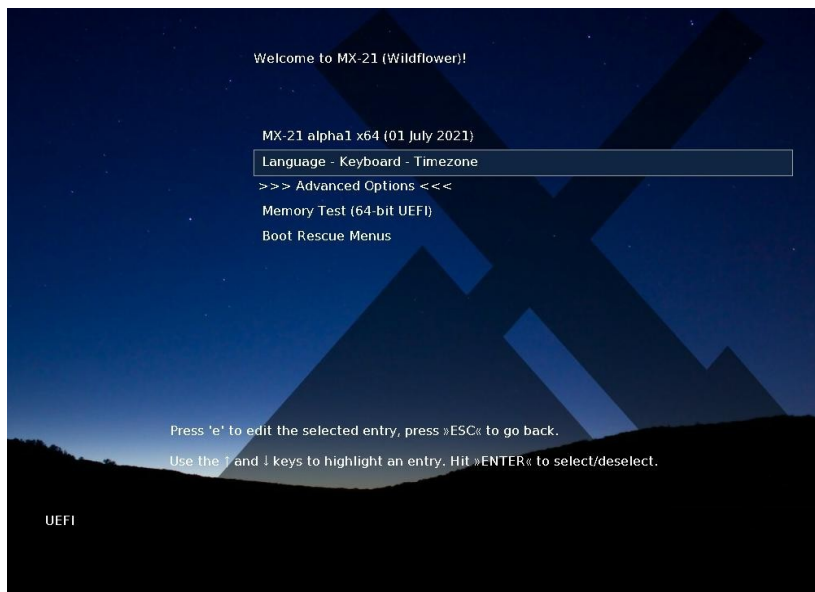 Welcome to MX-21 (Wildflower)!
MX-21 alpha1 x64 (01 July 2021)
Language - Keyboard - Timezone
>>> Advanced Options <<<
Memory Test (64-bit UEFI)
Boot Rescue Menus
Press 'e' to edit the selected entry, press »ESC« to go back.
Use the ↑ and ↓ keys to highlight an entry. Hit »ENTER« to select/deselect.
UEFI